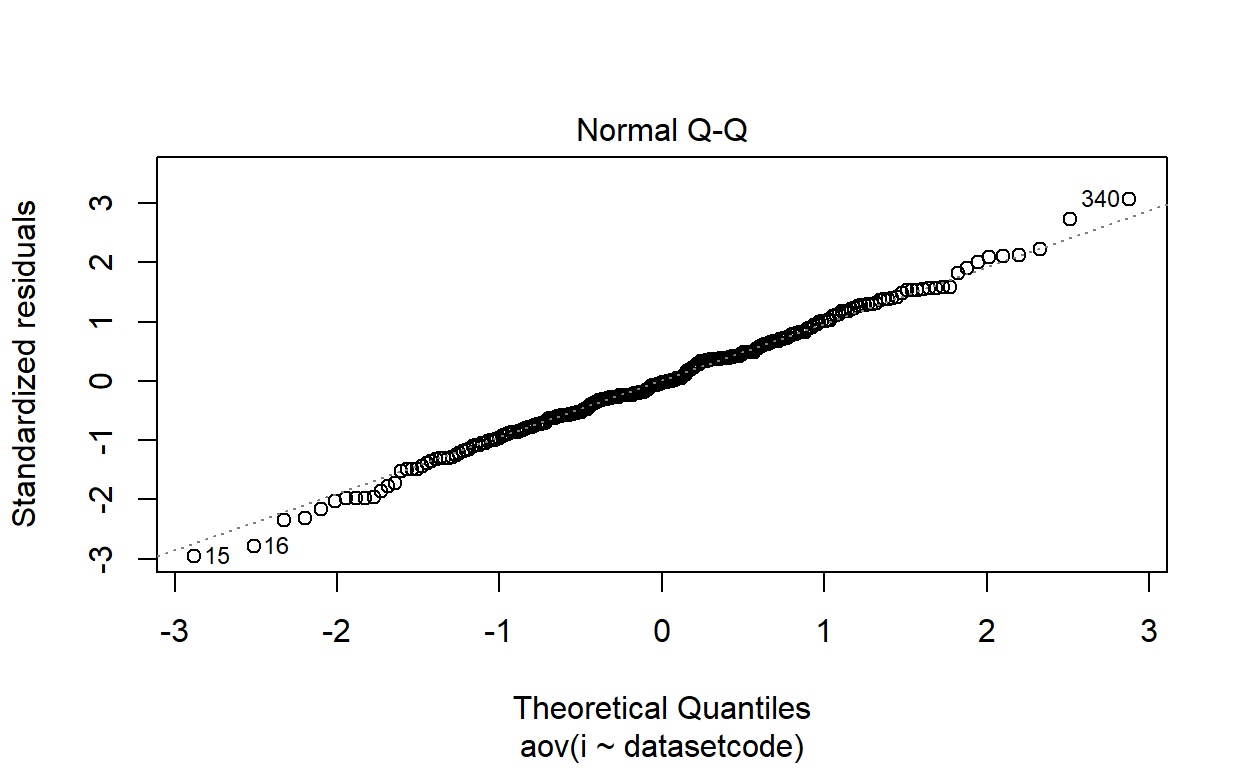 Normal Q-Q
Standardized residuals
3
2
1
0
-1
-2
-3
340
15
16
-3 -2 -1 0 1 2 3
Theoretical Quantiles
aov(i ~ datasetcode)